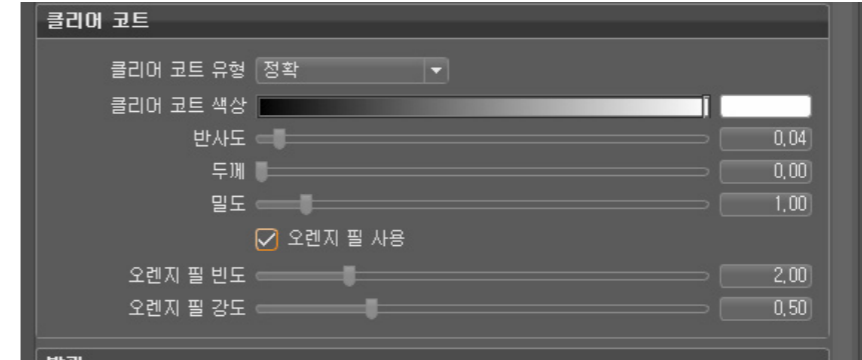 클리어 코트
클리어 코트 유형 정확
클리어 코트 색상
반사도 0,04
두께 0,00
밀도 1,00
오렌지 필 사용
오렌지 필 빈도 2,00
오렌지 필 강도 0,50